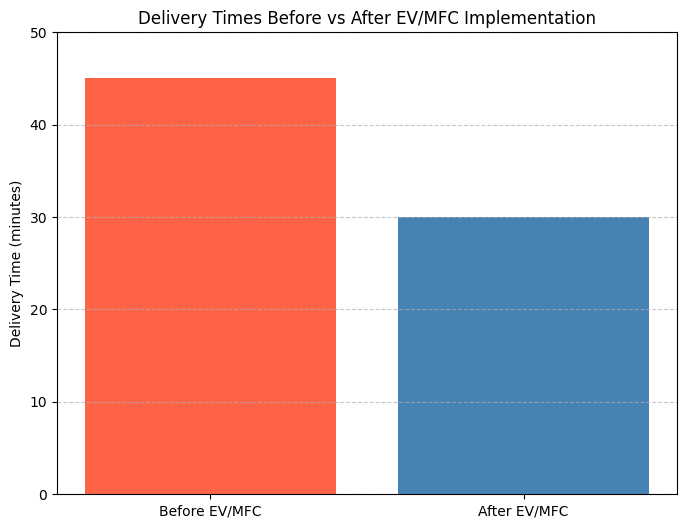 Delivery Times Before vs After EV/MFC Implementation
Delivery Time (minutes)
50
40
30
20
10
0
Before EV/MFC
After EV/MFC